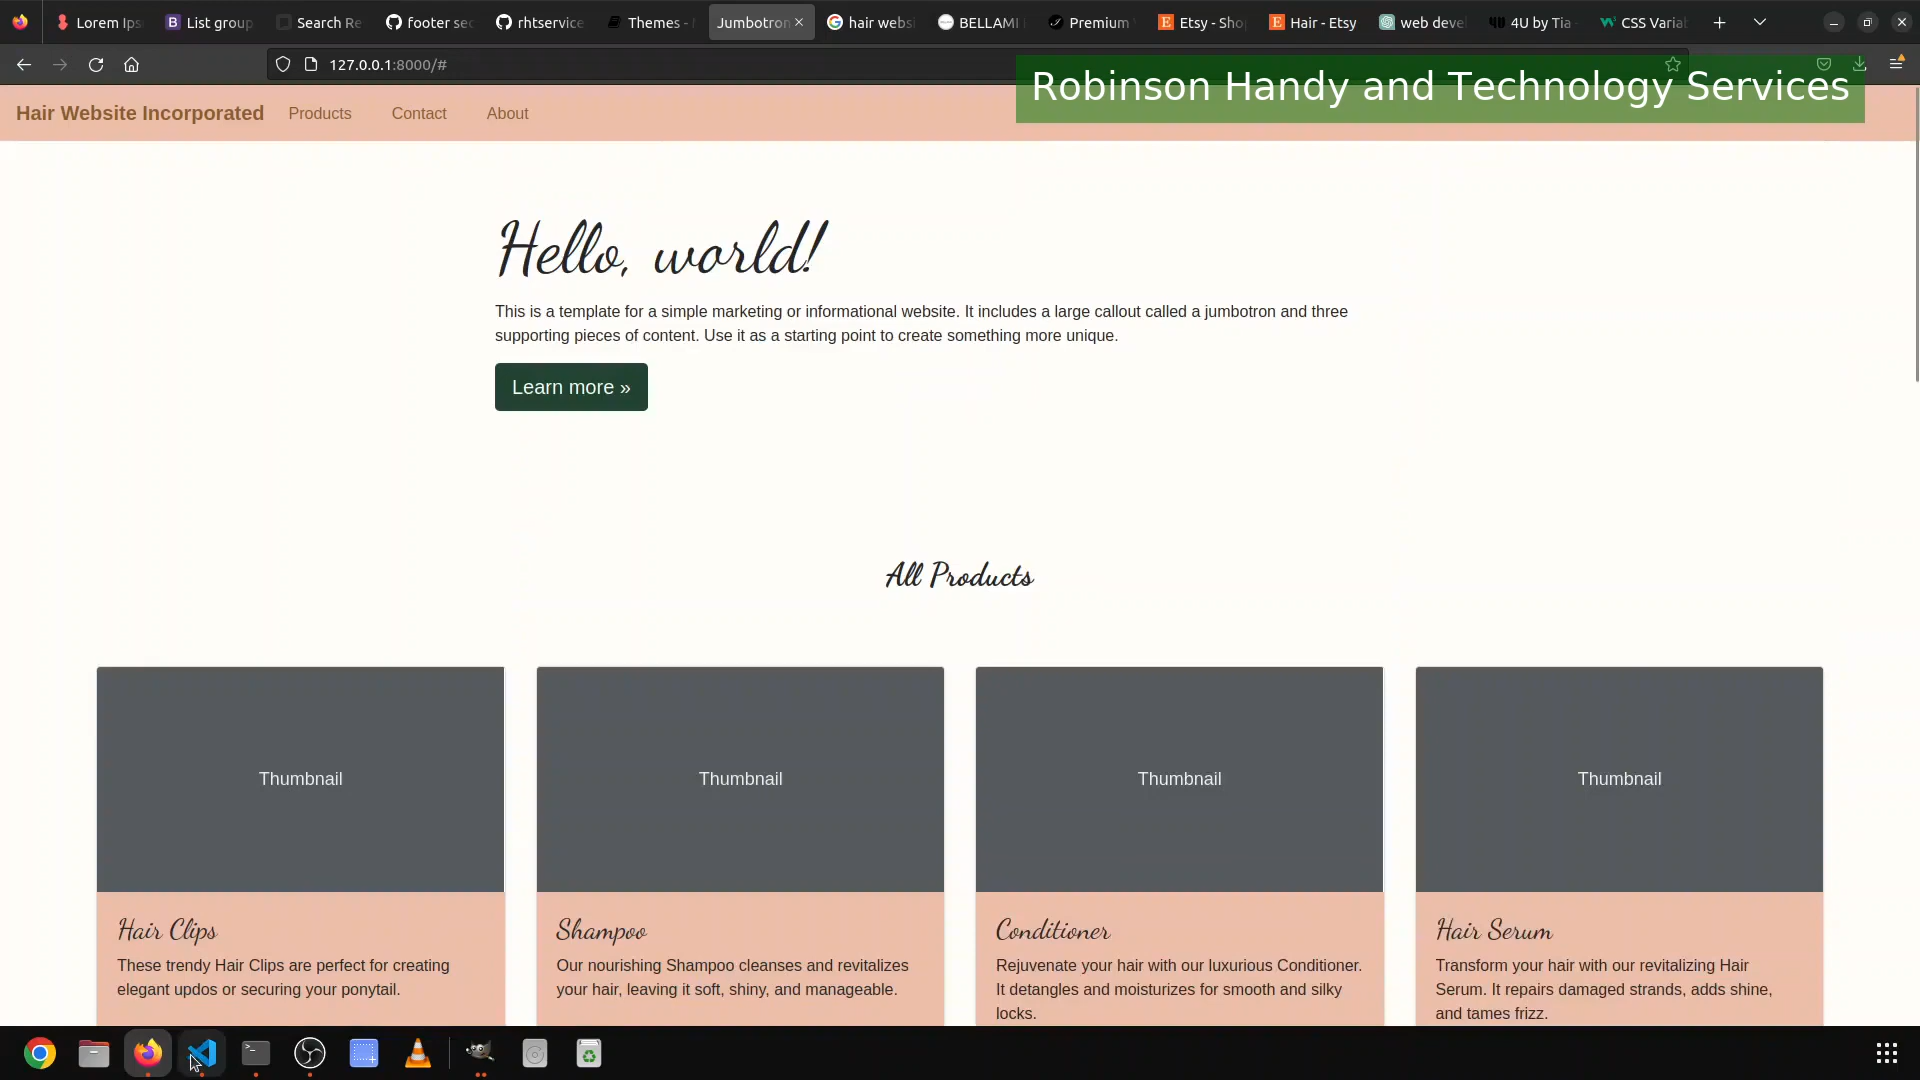 Lorem Ips
List group
Search Re
footer sec
rhtservice
Themes -
Jumbotron
hair websi
BELLAMI
Premium
Etsy - Sho
Hair - Etsy
web deve
4U by Tia
CSS Varia
127.0.0.1:8000/#
Robinson Handy and Technology Services
Hair Website Incorporated
Products
Contact
About
Hello, world!
This is a template for a simple marketing or informational website. It includes a large callout called a jumbotron and three
supporting pieces of content. Use it as a starting point to create something more unique.
Learn more »
All Products
Thumbnail
Thumbnail
Thumbnail
Thumbnail
Hair Clips
These trendy Hair Clips are perfect for creating
elegant updos or securing your ponytail.
Shampoo
Our nourishing Shampoo cleanses and revitalizes
your hair, leaving it soft, shiny, and manageable.
Conditioner
Rejuvenate your hair with our luxurious Conditioner.
It detangles and moisturizes for smooth and silky
locks.
Hair Serum
Transform your hair with our revitalizing Hair
Serum. It repairs damaged strands, adds shine,
and tames frizz.